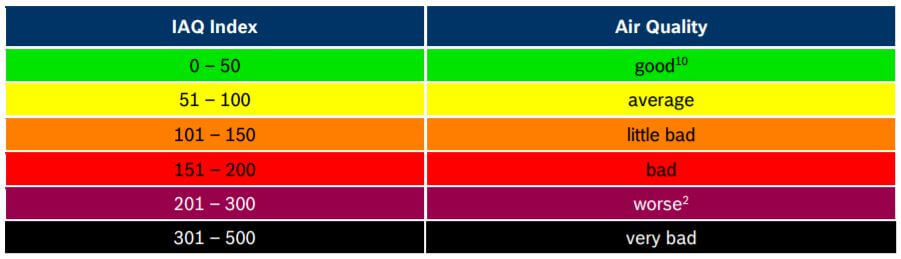 IAQ Index Air Quality
0 – 50 good¹⁰
51 – 100 average
101 – 150 little bad
151 – 200 bad
201 – 300 worse²
301 – 500 very bad